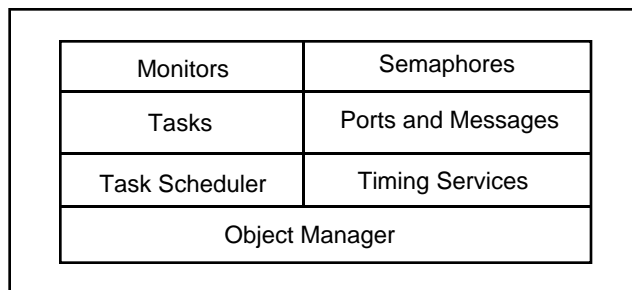 Monitors
Semaphores
Tasks
Ports and Messages
Task Scheduler
Timing Services
Object Manager